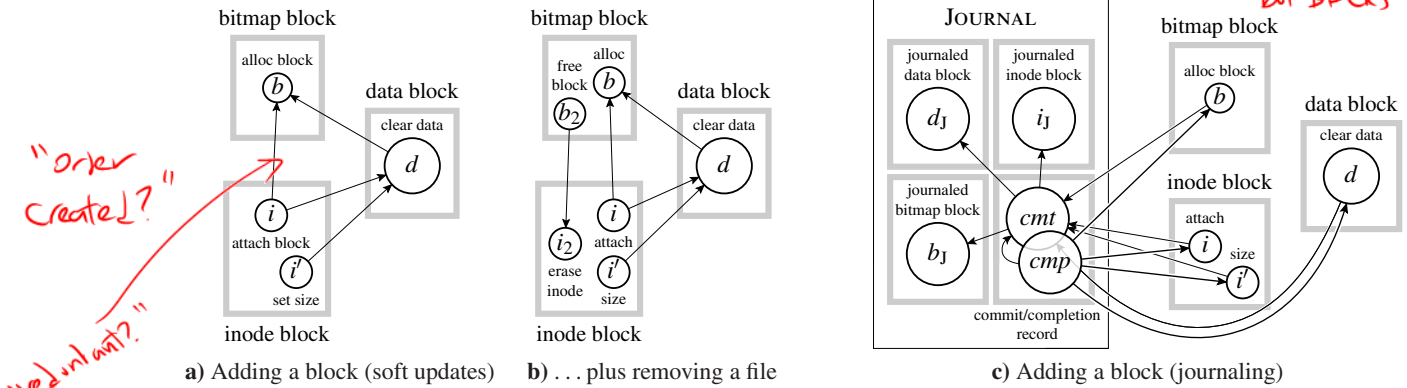 bitmap block
alloc block
b
data block
clear data
d
i
attach block
i′
set size
inode block
a) Adding a block (soft updates)
"order
created?"
bitmap block
free
block
b2
alloc
b
data block
clear data
d
i2
erase
inode
i
attach
i′
size
inode block
b) . . . plus removing a file
JOURNAL
journaled
data block
dJ
journaled
inode block
iJ
journaled
bitmap block
bJ
cmt
cmp
commit/completion
record
blocks
bitmap block
alloc block
b
data block
clear data
d
inode block
attach
i
size
i′
c) Adding a block (journaling)